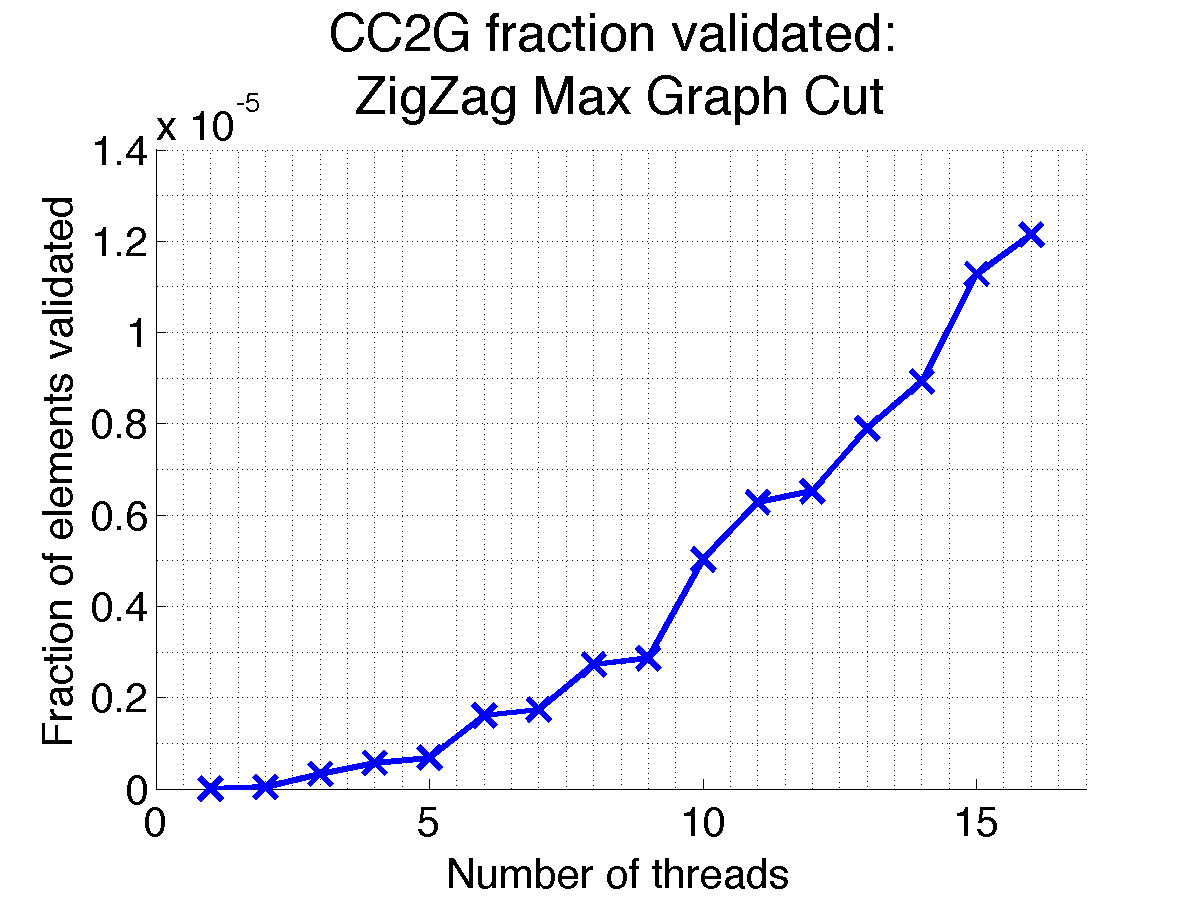 CC2G fraction validated:
ZigZag Max Graph Cut
x 10^-5
1.4
1.2
1
0.8
0.6
0.4
0.2
0
Fraction of elements validated
0 5 10 15
Number of threads